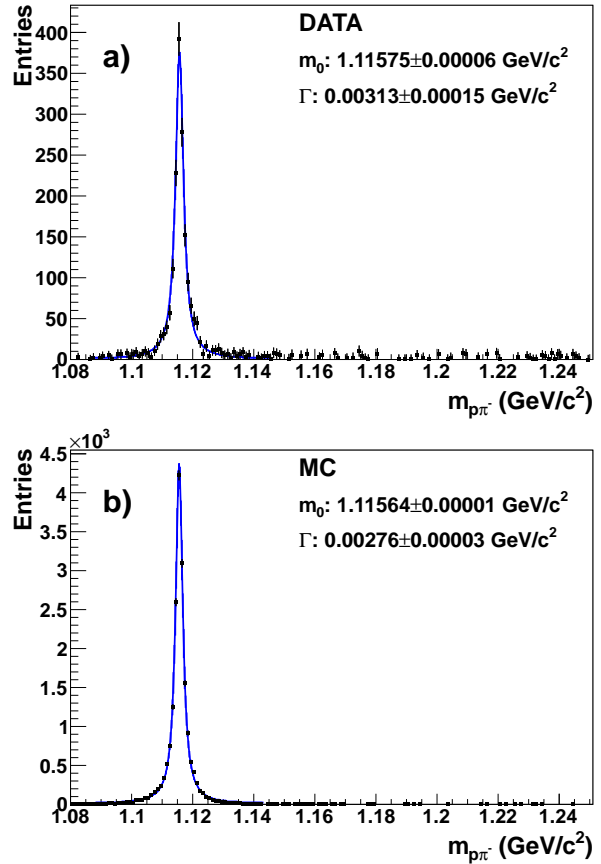 Entries
DATA
a)
m₀: 1.11575±0.00006 GeV/c²
Γ: 0.00313±0.00015 GeV/c²
400
350
300
250
200
150
100
50
0
1.08 1.1 1.12 1.14 1.16 1.18 1.2 1.22 1.24
m_pπ⁻ (GeV/c²)
×10³
Entries
MC
b)
m₀: 1.11564±0.00001 GeV/c²
Γ: 0.00276±0.00003 GeV/c²
4.5
4
3.5
3
2.5
2
1.5
1
0.5
0
1.08 1.1 1.12 1.14 1.16 1.18 1.2 1.22 1.24
m_pπ⁻ (GeV/c²)